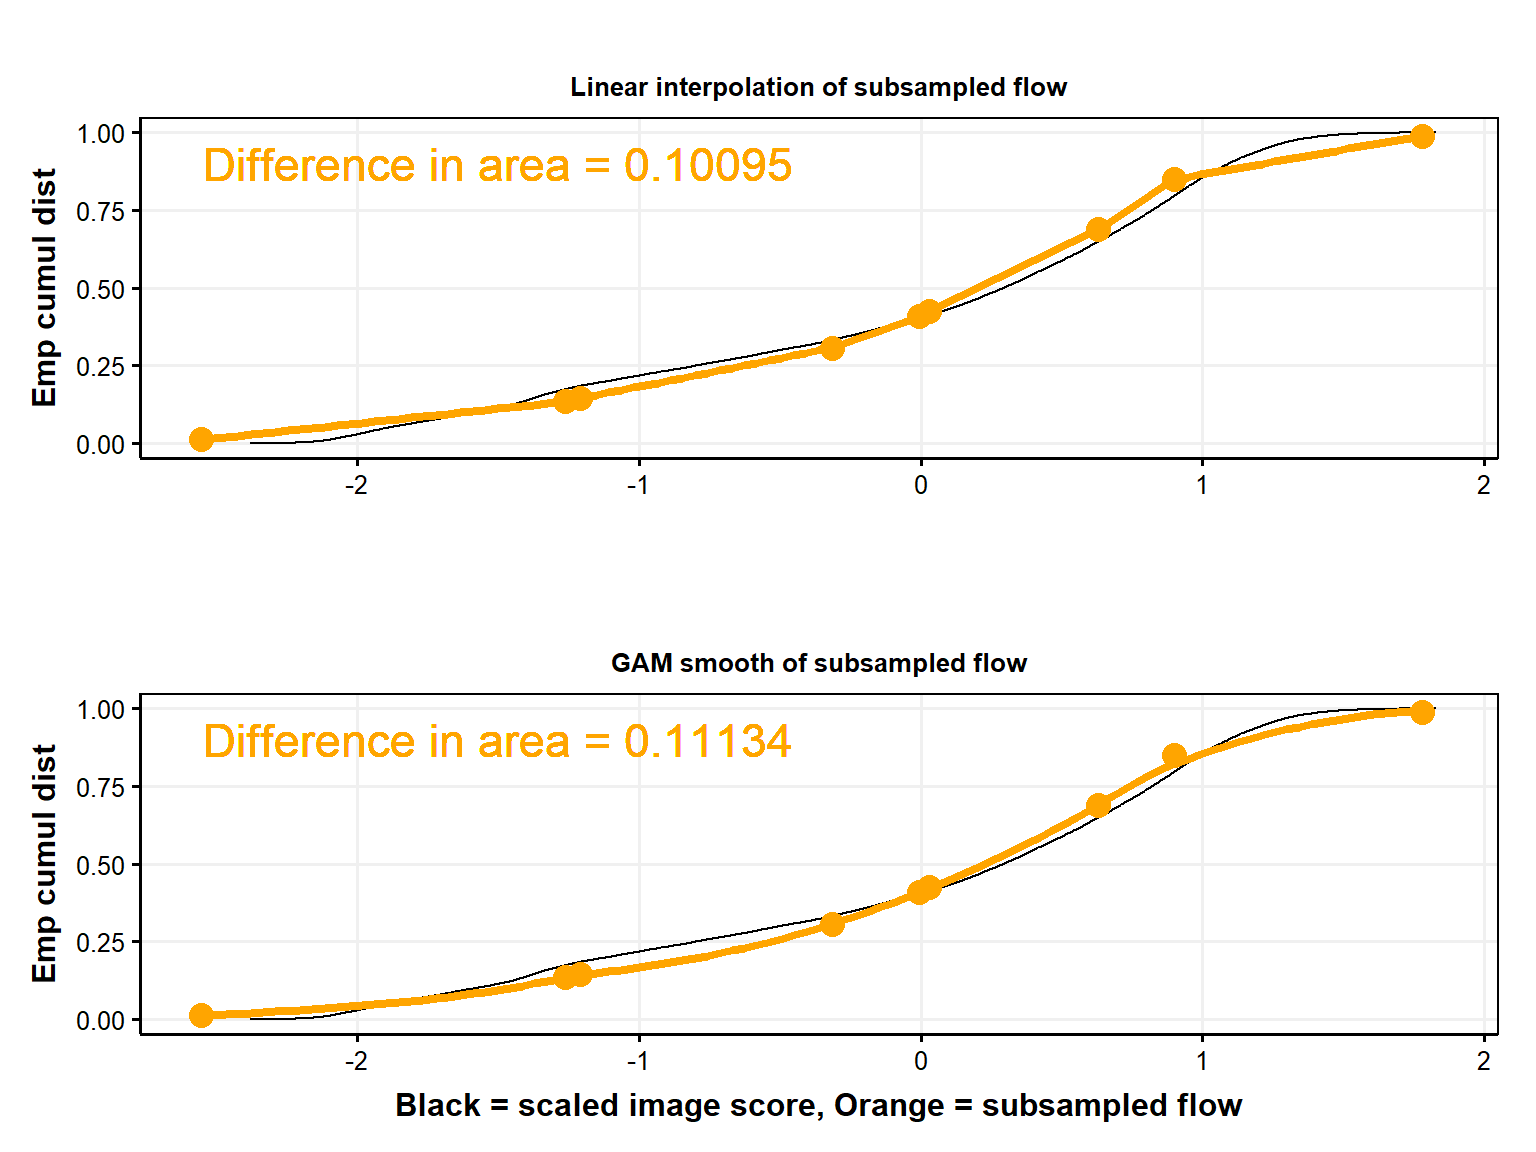 Linear interpolation of subsampled flow
Difference in area = 0.10095
Emp cumul dist
1.00
0.75
0.50
0.25
0.00
-2 -1 0 1 2
GAM smooth of subsampled flow
Difference in area = 0.11134
Emp cumul dist
1.00
0.75
0.50
0.25
0.00
-2 -1 0 1 2
Black = scaled image score, Orange = subsampled flow